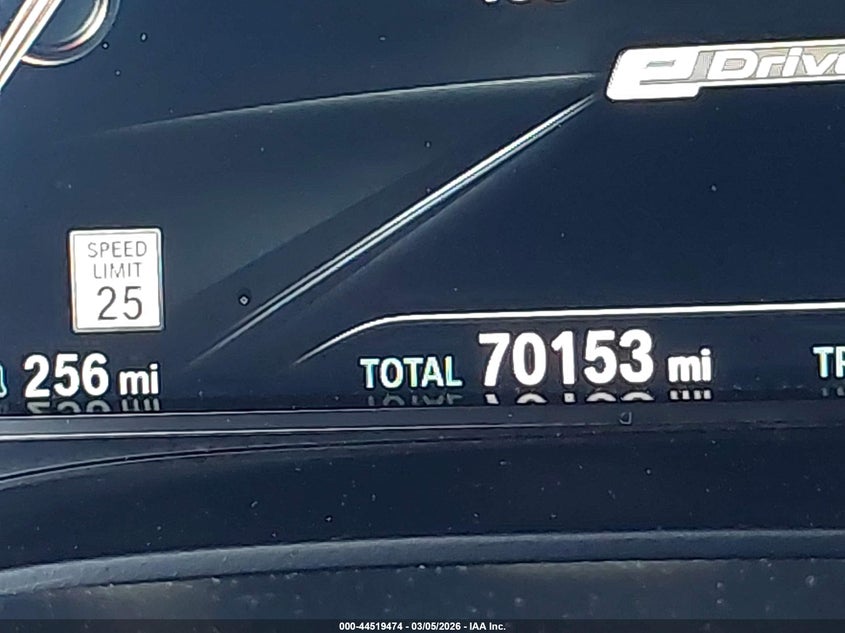 eDrive
SPEED
LIMIT
25
256 mi
TOTAL 70153 mi
000-44519474 - 03/05/2026 - IAA Inc.